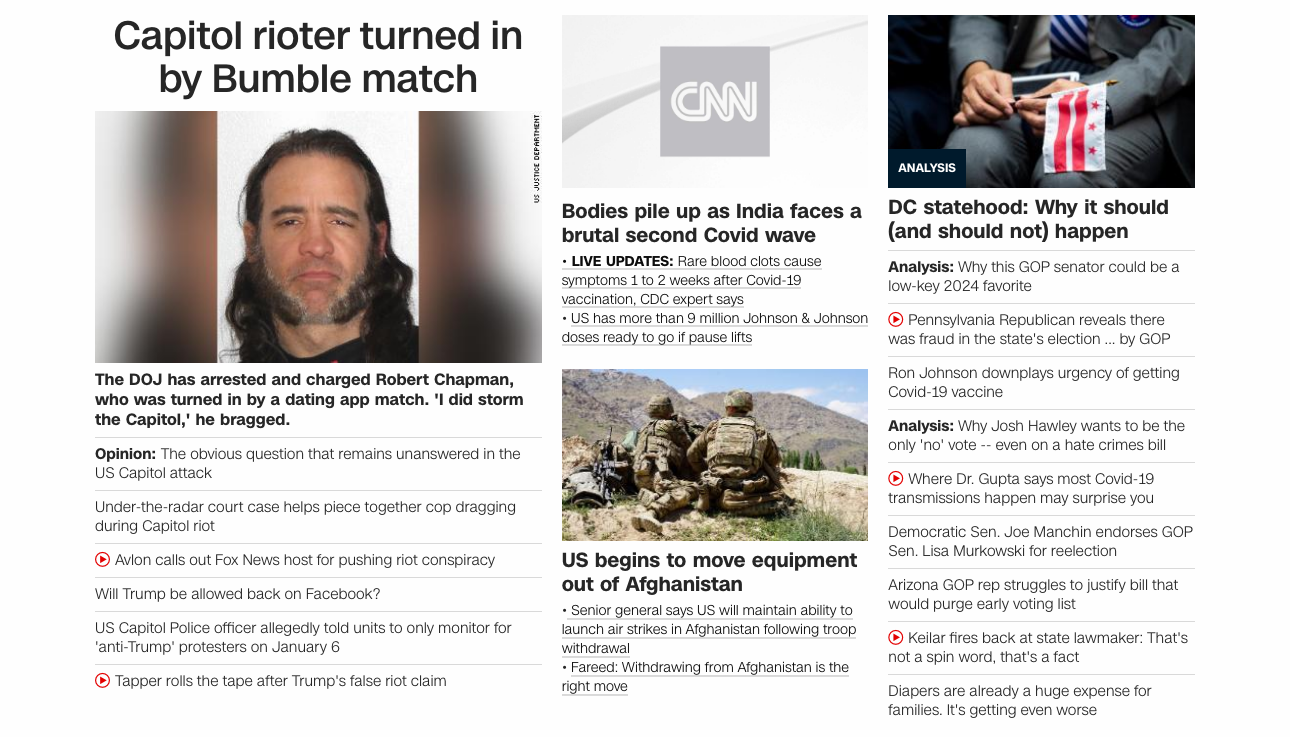 Capitol rioter turned in
by Bumble match
US JUSTICE DEPARTMENT
The DOJ has arrested and charged Robert Chapman,
who was turned in by a dating app match. 'I did storm
the Capitol,' he bragged.
Opinion: The obvious question that remains unanswered in the
US Capitol attack
Under-the-radar court case helps piece together cop dragging
during Capitol riot
Avlon calls out Fox News host for pushing riot conspiracy
Will Trump be allowed back on Facebook?
US Capitol Police officer allegedly told units to only monitor for
'anti-Trump' protesters on January 6
Tapper rolls the tape after Trump's false riot claim
CNN
Bodies pile up as India faces a
brutal second Covid wave
• LIVE UPDATES: Rare blood clots cause
symptoms 1 to 2 weeks after Covid-19
vaccination, CDC expert says
• US has more than 9 million Johnson & Johnson
doses ready to go if pause lifts
US begins to move equipment
out of Afghanistan
• Senior general says US will maintain ability to
launch air strikes in Afghanistan following troop
withdrawal
• Fareed: Withdrawing from Afghanistan is the
right move
ANALYSIS
DC statehood: Why it should
(and should not) happen
Analysis: Why this GOP senator could be a
low-key 2024 favorite
Pennsylvania Republican reveals there
was fraud in the state's election ... by GOP
Ron Johnson downplays urgency of getting
Covid-19 vaccine
Analysis: Why Josh Hawley wants to be the
only 'no' vote -- even on a hate crimes bill
Where Dr. Gupta says most Covid-19
transmissions happen may surprise you
Democratic Sen. Joe Manchin endorses GOP
Sen. Lisa Murkowski for reelection
Arizona GOP rep struggles to justify bill that
would purge early voting list
Keilar fires back at state lawmaker: That's
not a spin word, that's a fact
Diapers are already a huge expense for
families. It's getting even worse